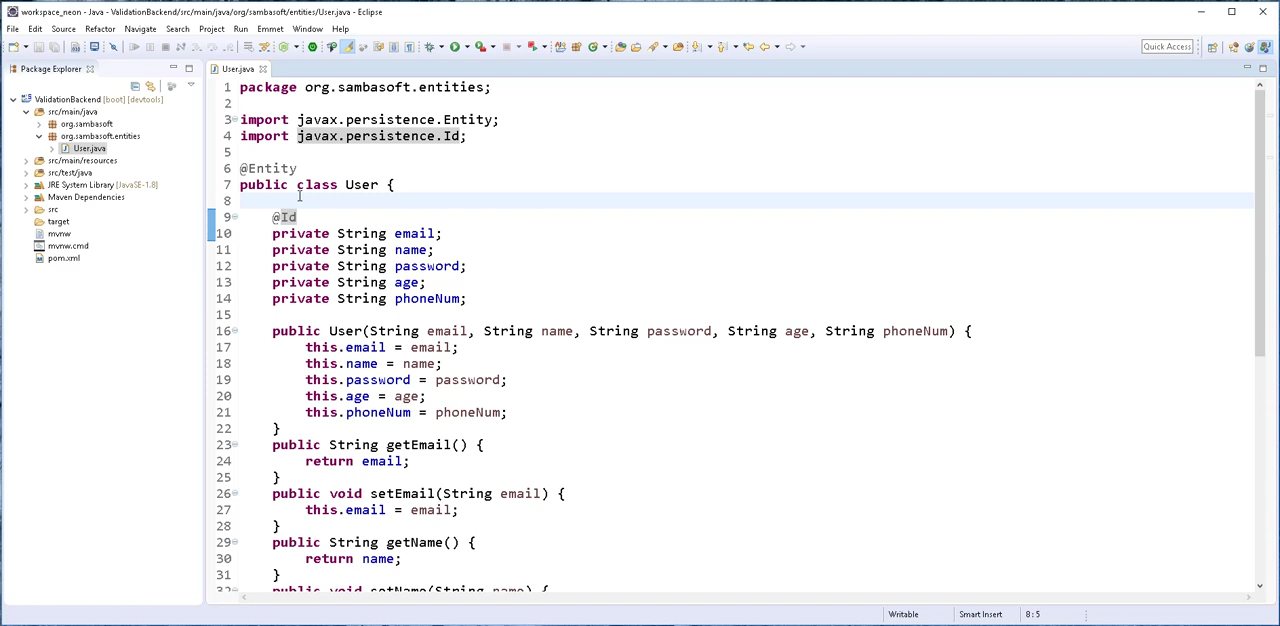 workspace_neon - Java - ValidationBackend/src/main/java/org/sambasoft/entities/User.java - Eclipse
File Edit Source Refactor Navigate Search Project Run Emmet Window Help
Quick Access
Package Explorer
User.java
ValidationBackend [boot] [devtools]
src/main/java
org.sambasoft
org.sambasoft.entities
User.java
src/main/resources
src/test/java
JRE System Library [JavaSE-1.8]
Maven Dependencies
src
target
mvnw
mvnw.cmd
pom.xml
1 package org.sambasoft.entities;
2
3 import javax.persistence.Entity;
4 import javax.persistence.Id;
5
6 @Entity
7 public class User {
8
9 @Id
10 private String email;
11 private String name;
12 private String password;
13 private String age;
14 private String phoneNum;
15
16 public User(String email, String name, String password, String age, String phoneNum) {
17 this.email = email;
18 this.name = name;
19 this.password = password;
20 this.age = age;
21 this.phoneNum = phoneNum;
22 }
23 public String getEmail() {
24 return email;
25 }
26 public void setEmail(String email) {
27 this.email = email;
28 }
29 public String getName() {
30 return name;
31 }
32 public void setName(String name) {
Writable Smart Insert 8:5